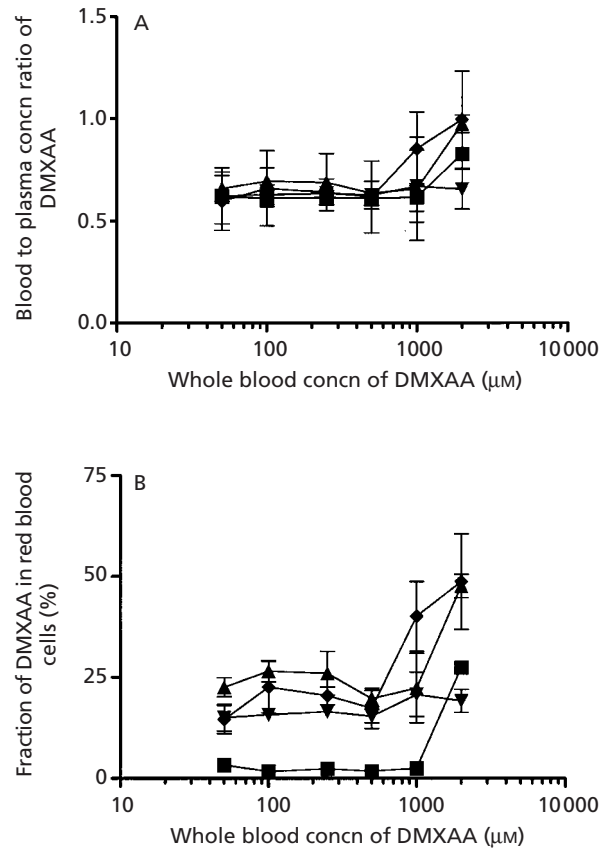 A
1.5
1.0
0.5
0.0
Blood to plasma concn ratio of
DMXAA
10 100 1000 10000
Whole blood concn of DMXAA (μM)
B
75
50
25
0
Fraction of DMXAA in red blood
cells (%)
10 100 1000 10000
Whole blood concn of DMXAA (μM)